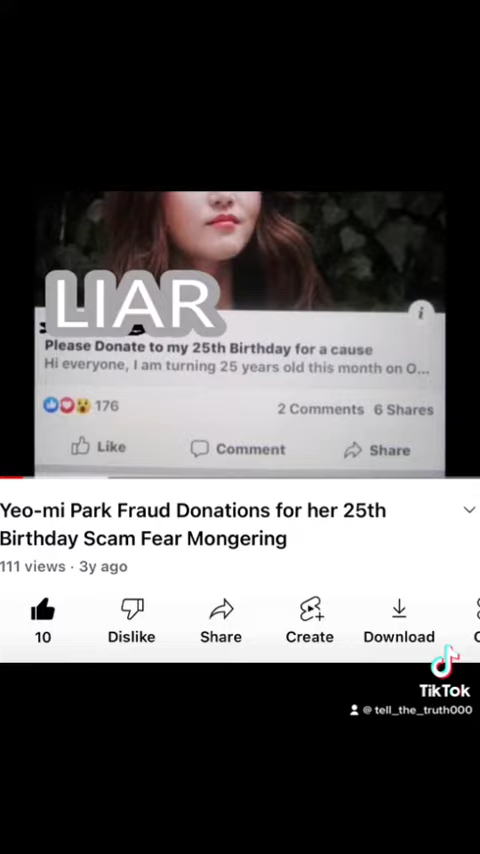 LIAR
Please Donate to my 25th Birthday for a cause
Hi everyone, I am turning 25 years old this month on O...
176
2 Comments 6 Shares
Like Comment Share
Yeo-mi Park Fraud Donations for her 25th
Birthday Scam Fear Mongering
111 views · 3y ago
10 Dislike Share Create Download
TikTok
@tell_the_truth000